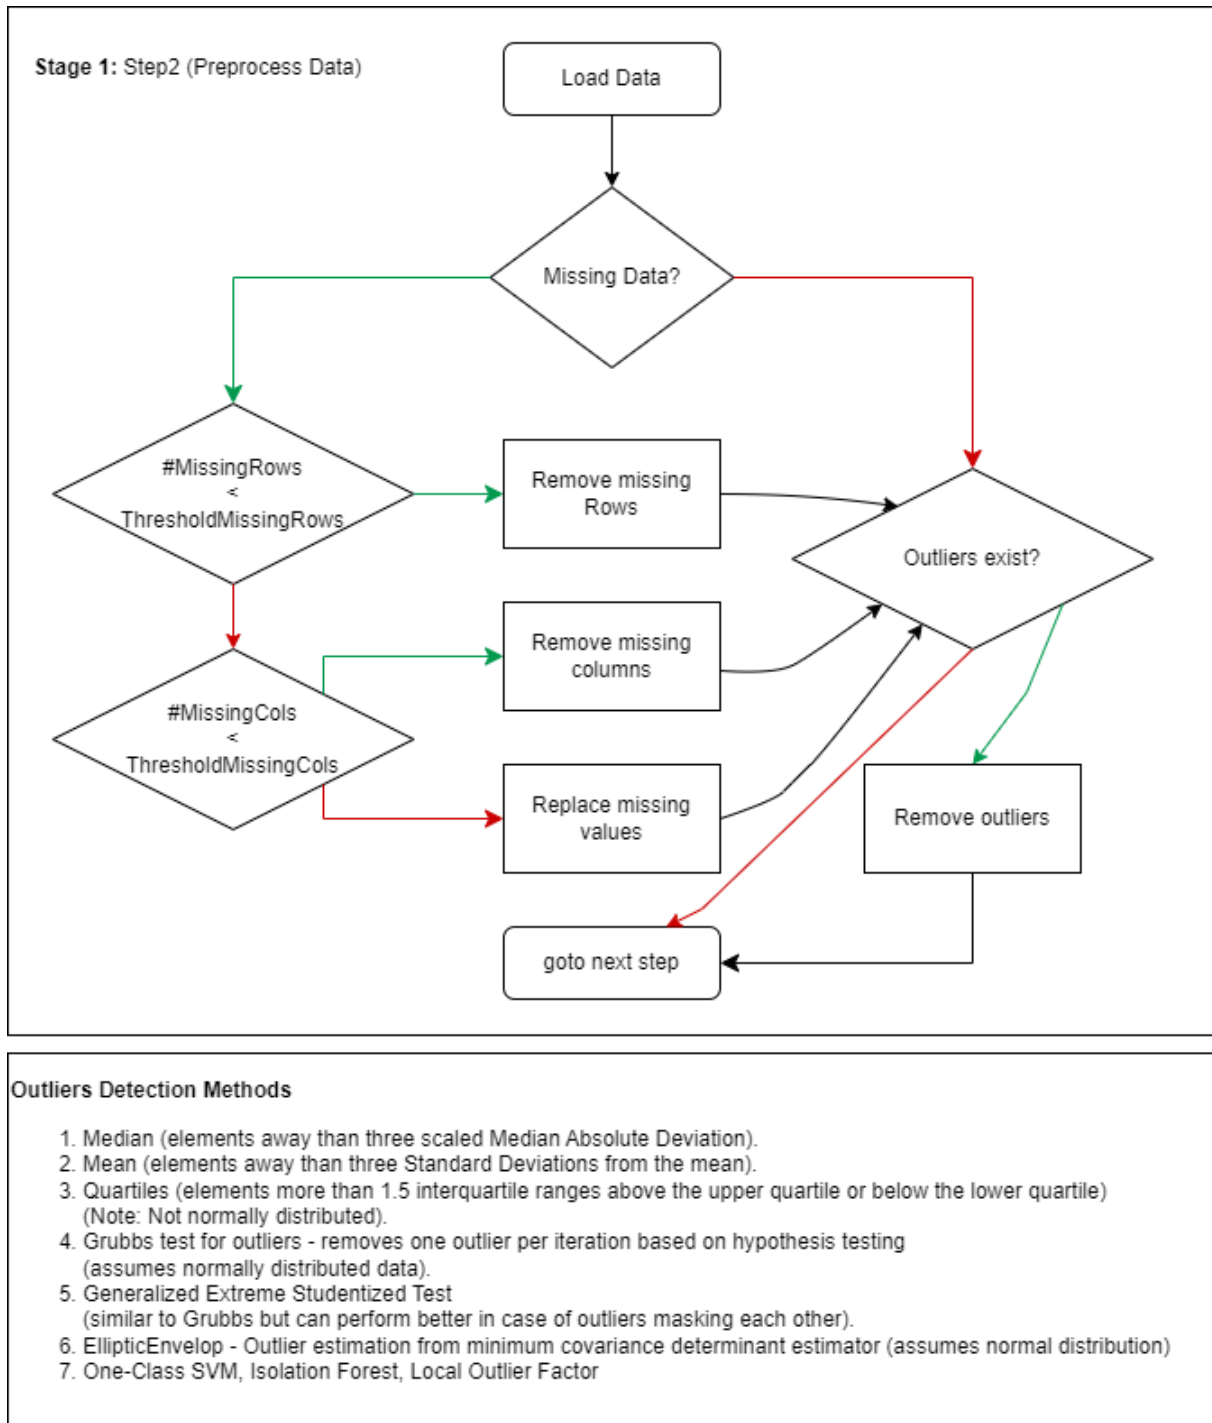 Stage 1: Step2 (Preprocess Data)
Load Data
Missing Data?
#MissingRows
<
ThresholdMissingRows
Remove missing
Rows
Outliers exist?
Remove missing
columns
#MissingCols
<
ThresholdMissingCols
Replace missing
values
Remove outliers
goto next step
Outliers Detection Methods
1. Median (elements away than three scaled Median Absolute Deviation).
2. Mean (elements away than three Standard Deviations from the mean).
3. Quartiles (elements more than 1.5 interquartile ranges above the upper quartile or below the lower quartile)
(Note: Not normally distributed).
4. Grubbs test for outliers - removes one outlier per iteration based on hypothesis testing
(assumes normally distributed data).
5. Generalized Extreme Studentized Test
(similar to Grubbs but can perform better in case of outliers masking each other).
6. EllipticEnvelop - Outlier estimation from minimum covariance determinant estimator (assumes normal distribution)
7. One-Class SVM, Isolation Forest, Local Outlier Factor